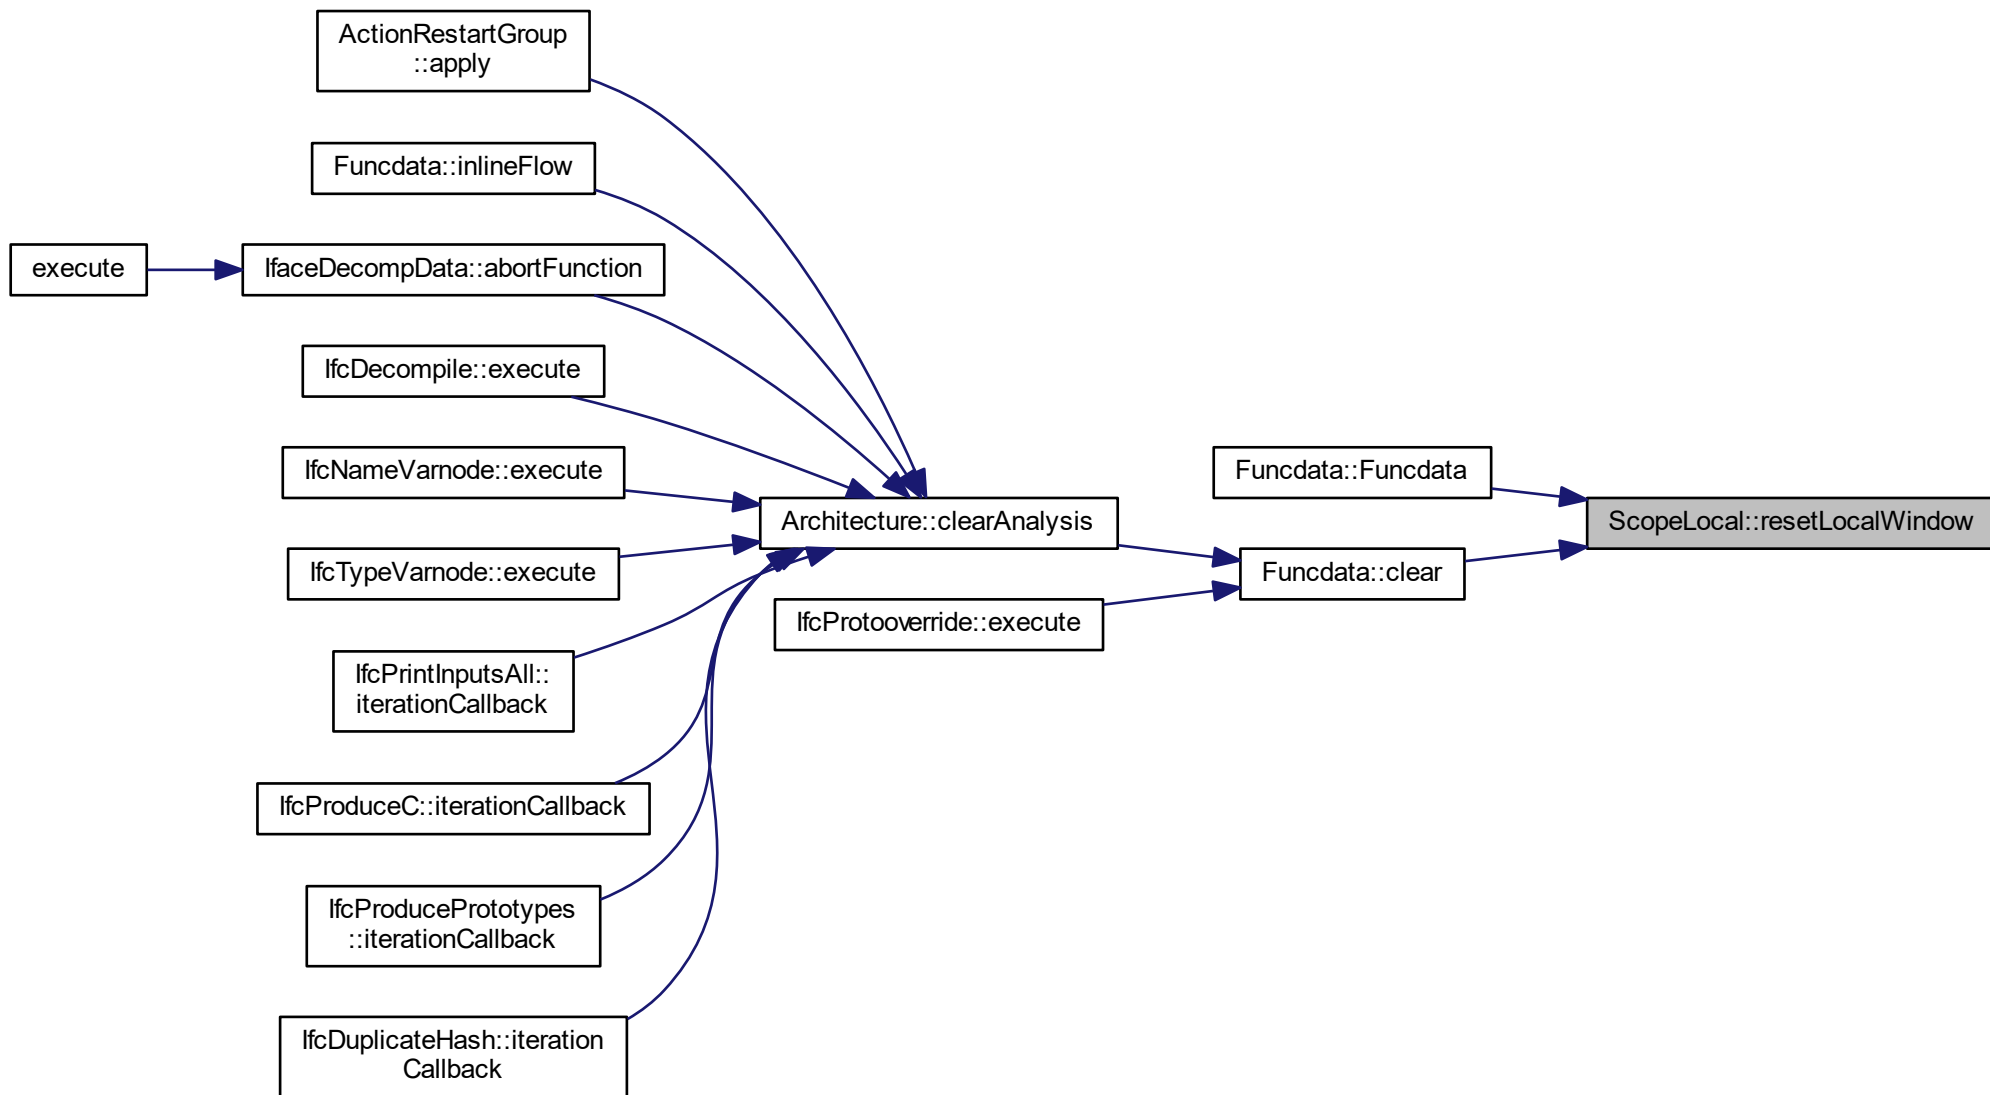 ActionRestartGroup
::apply
Funcdata::inlineFlow
execute
IfaceDecompData::abortFunction
IfcDecompile::execute
IfcNameVarnode::execute
IfcTypeVarnode::execute
IfcPrintInputsAll::
iterationCallback
IfcProduceC::iterationCallback
IfcProducePrototypes
::iterationCallback
IfcDuplicateHash::iteration
Callback
Architecture::clearAnalysis
IfcProtooverride::execute
Funcdata::Funcdata
Funcdata::clear
ScopeLocal::resetLocalWindow